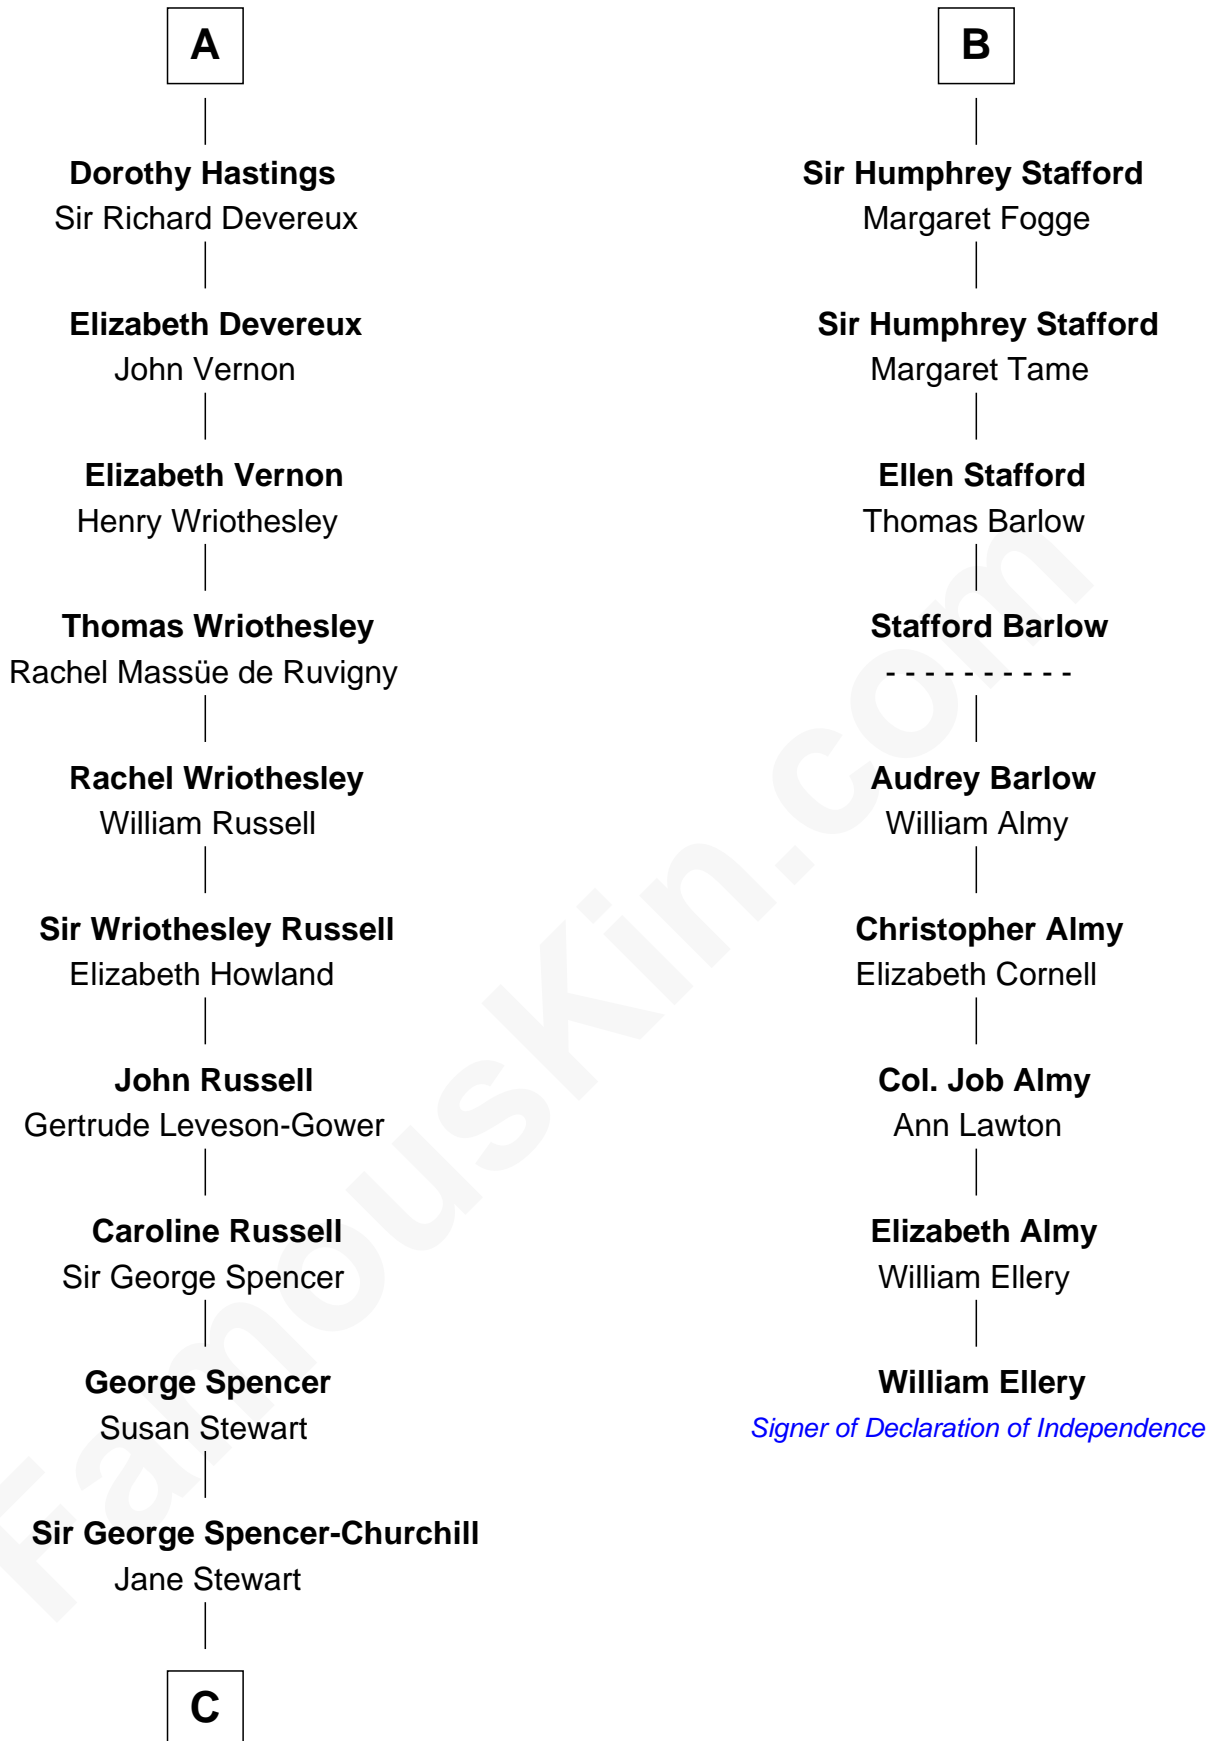 A
Dorothy Hastings
Sir Richard Devereux
Elizabeth Devereux
John Vernon
Elizabeth Vernon
Henry Wriothesley
Thomas Wriothesley
Rachel Massüe de Ruvigny
Rachel Wriothesley
William Russell
Sir Wriothesley Russell
Elizabeth Howland
John Russell
Gertrude Leveson-Gower
Caroline Russell
Sir George Spencer
George Spencer
Susan Stewart
Sir George Spencer-Churchill
Jane Stewart
C
B
Sir Humphrey Stafford
Margaret Fogge
Sir Humphrey Stafford
Margaret Tame
Ellen Stafford
Thomas Barlow
Stafford Barlow
- - - - - - - - - -
Audrey Barlow
William Almy
Christopher Almy
Elizabeth Cornell
Col. Job Almy
Ann Lawton
Elizabeth Almy
William Ellery
William Ellery
Signer of Declaration of Independence
FamousKin.com